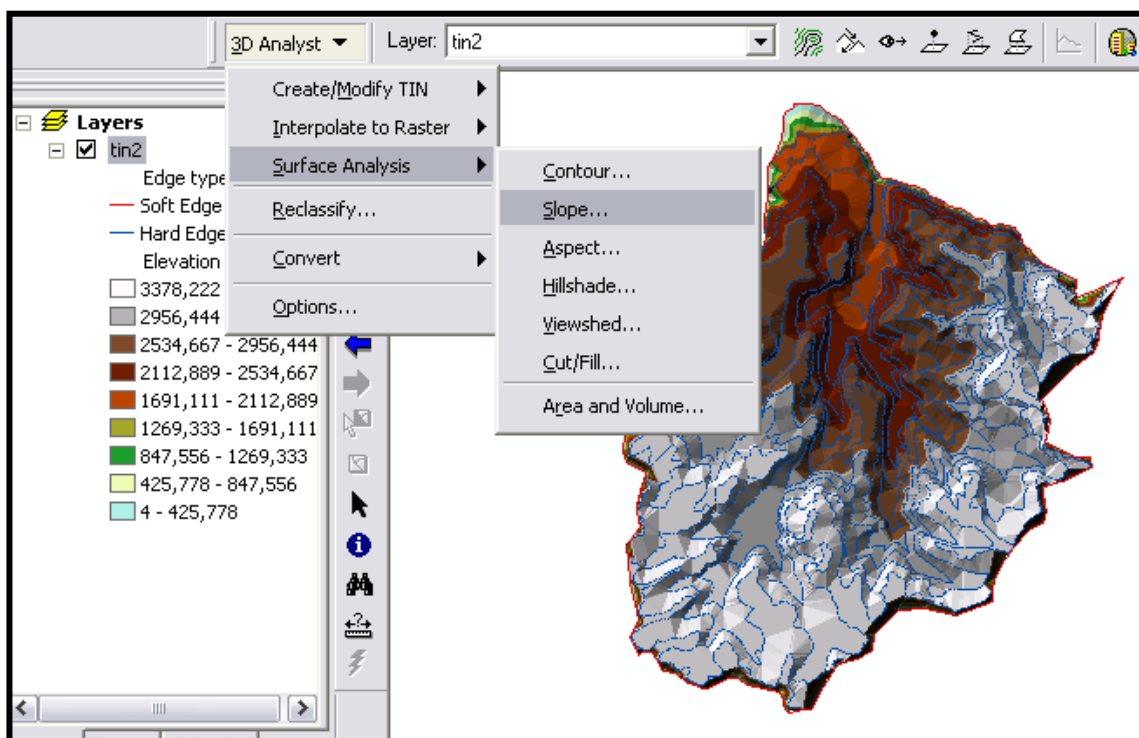 3D Analyst Layer: tin2
Create/Modify TIN
Interpolate to Raster
Surface Analysis
Reclassify...
Convert
Options...
Contour...
Slope...
Aspect...
Hillshade...
Viewshed...
Cut/Fill...
Area and Volume...
Layers
tin2
Edge type
Soft Edge
Hard Edge
Elevation
3378,222
2956,444
2534,667 - 2956,444
2112,889 - 2534,667
1691,111 - 2112,889
1269,333 - 1691,111
847,556 - 1269,333
425,778 - 847,556
4 - 425,778